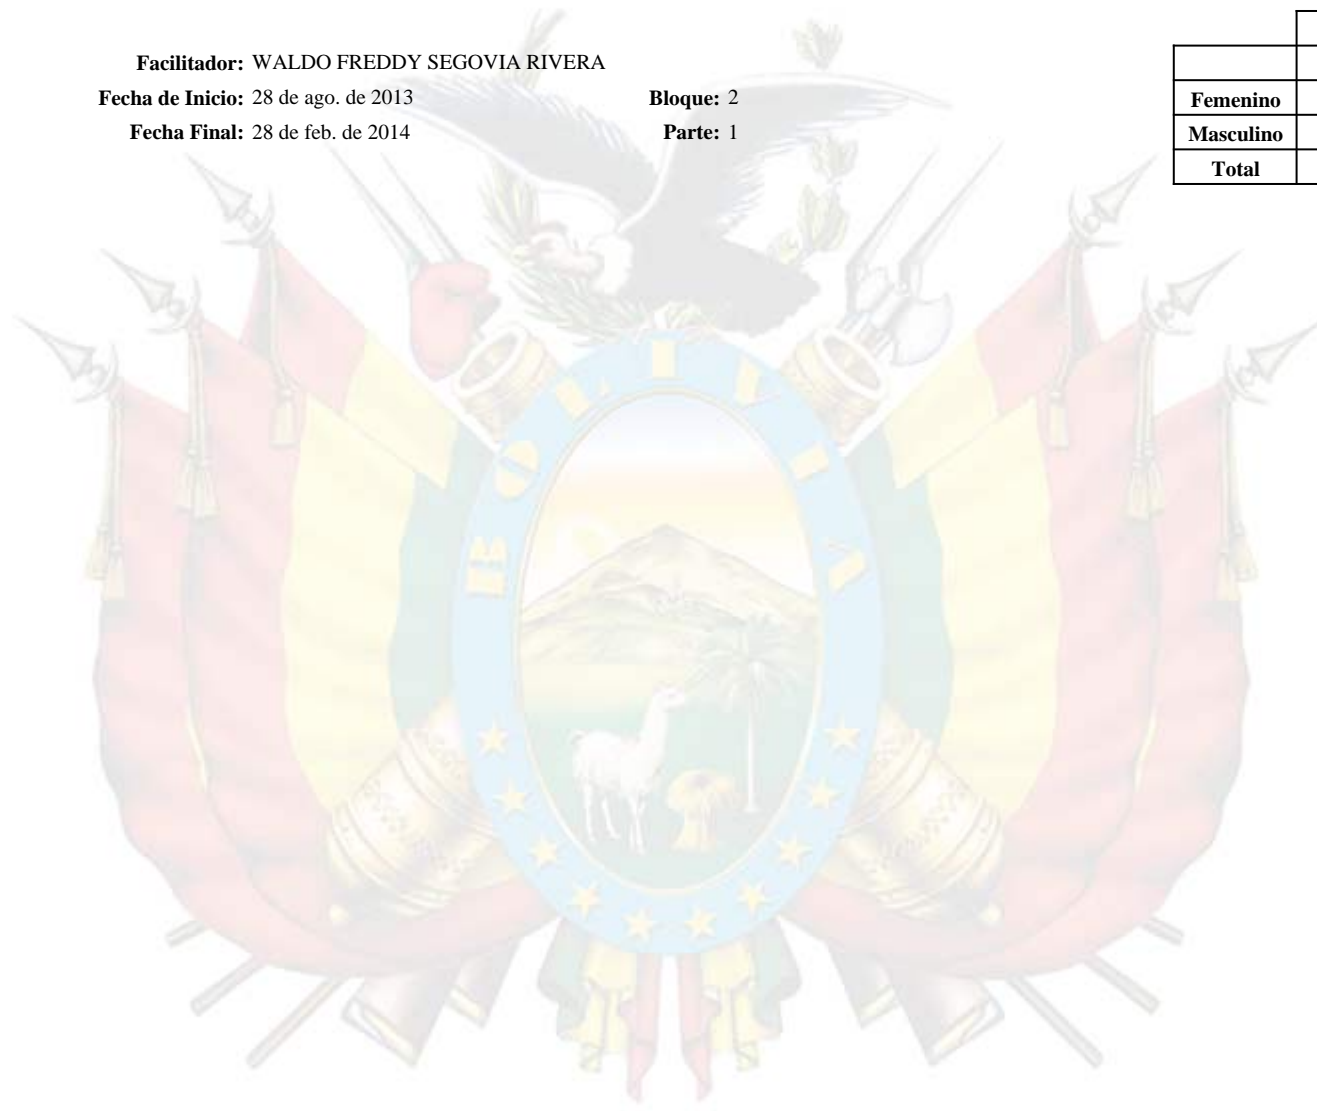 Facilitador: WALDO FREDDY SEGOVIA RIVERA
Fecha de Inicio: 28 de ago. de 2013 Bloque: 2
Fecha Final: 28 de feb. de 2014 Parte: 1
Femenino
Masculino
Total
BOLIVIA